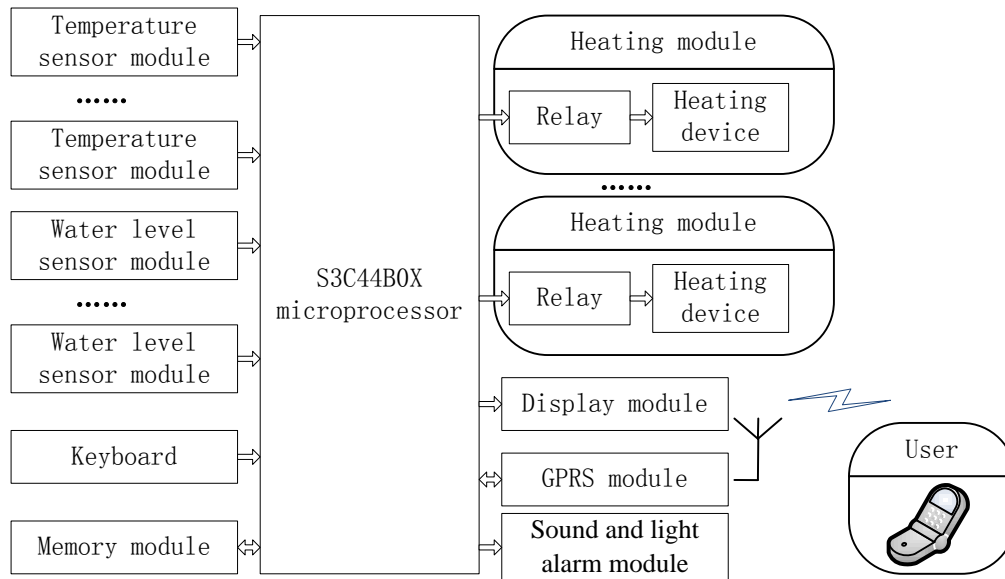 Temperature
sensor module
……
Temperature
sensor module
Water level
sensor module
……
Water level
sensor module
Keyboard
Memory module
S3C44B0X
microprocessor
Heating module
Relay
Heating
device
……
Heating module
Relay
Heating
device
Display module
GPRS module
Sound and light
alarm module
User